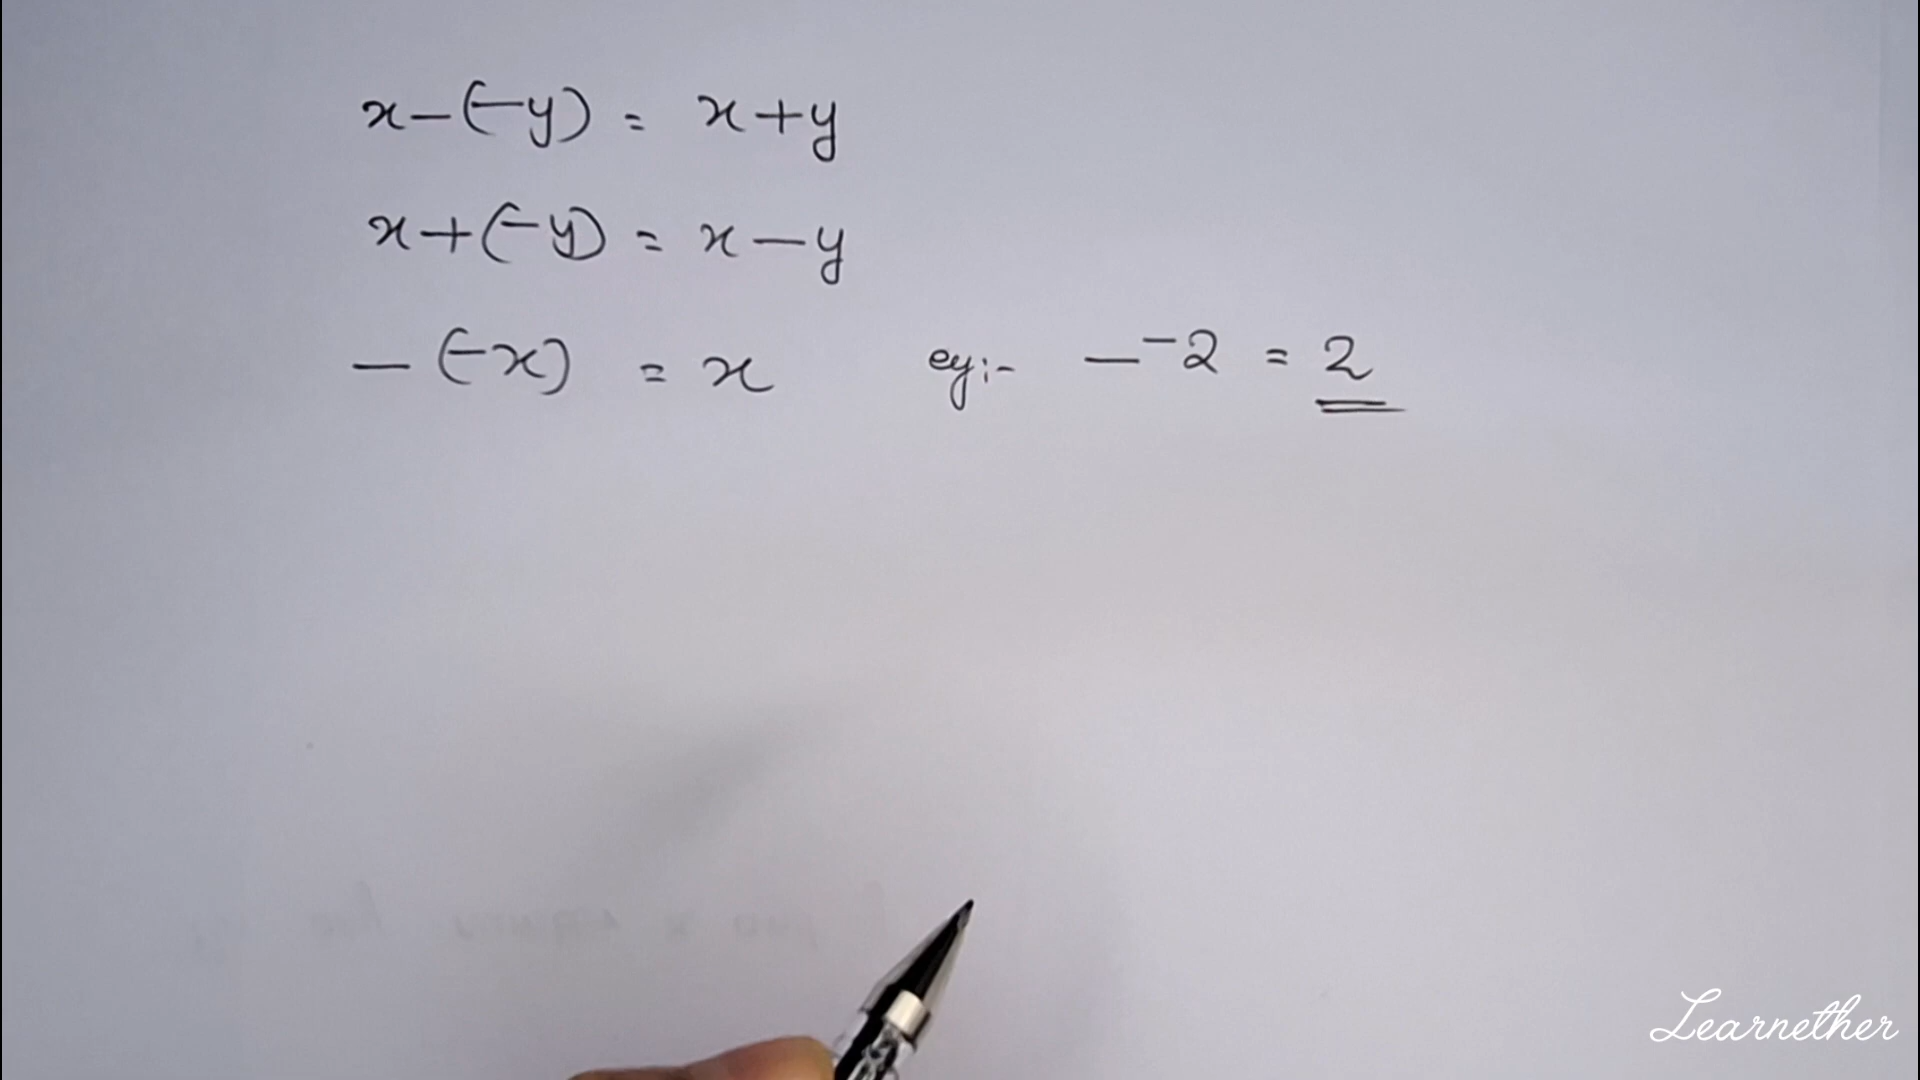 x-(-y) = x+y
x+(-y) = x-y
-(-x) = x eg:- --2 = 2
Learnether